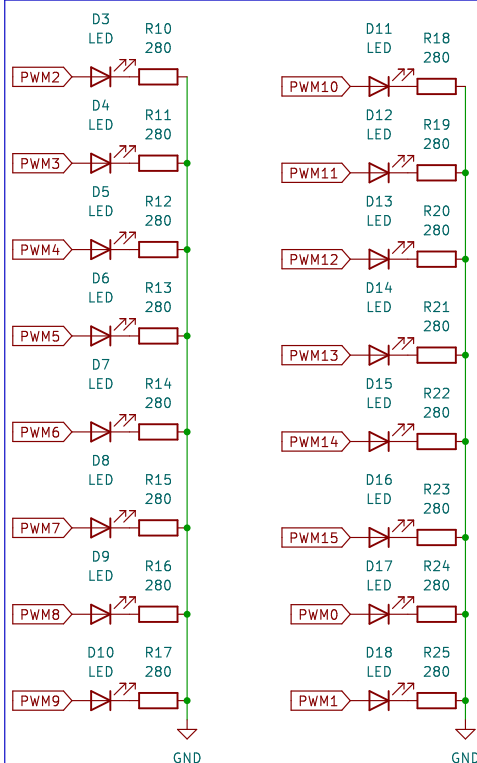 D3
LED
R10
280
PWM2
D4
LED
R11
280
PWM3
D5
LED
R12
280
PWM4
D6
LED
R13
280
PWM5
D7
LED
R14
280
PWM6
D8
LED
R15
280
PWM7
D9
LED
R16
280
PWM8
D10
LED
R17
280
PWM9
GND
D11
LED
R18
280
PWM10
D12
LED
R19
280
PWM11
D13
LED
R20
280
PWM12
D14
LED
R21
280
PWM13
D15
LED
R22
280
PWM14
D16
LED
R23
280
PWM15
D17
LED
R24
280
PWM0
D18
LED
R25
280
PWM1
GND